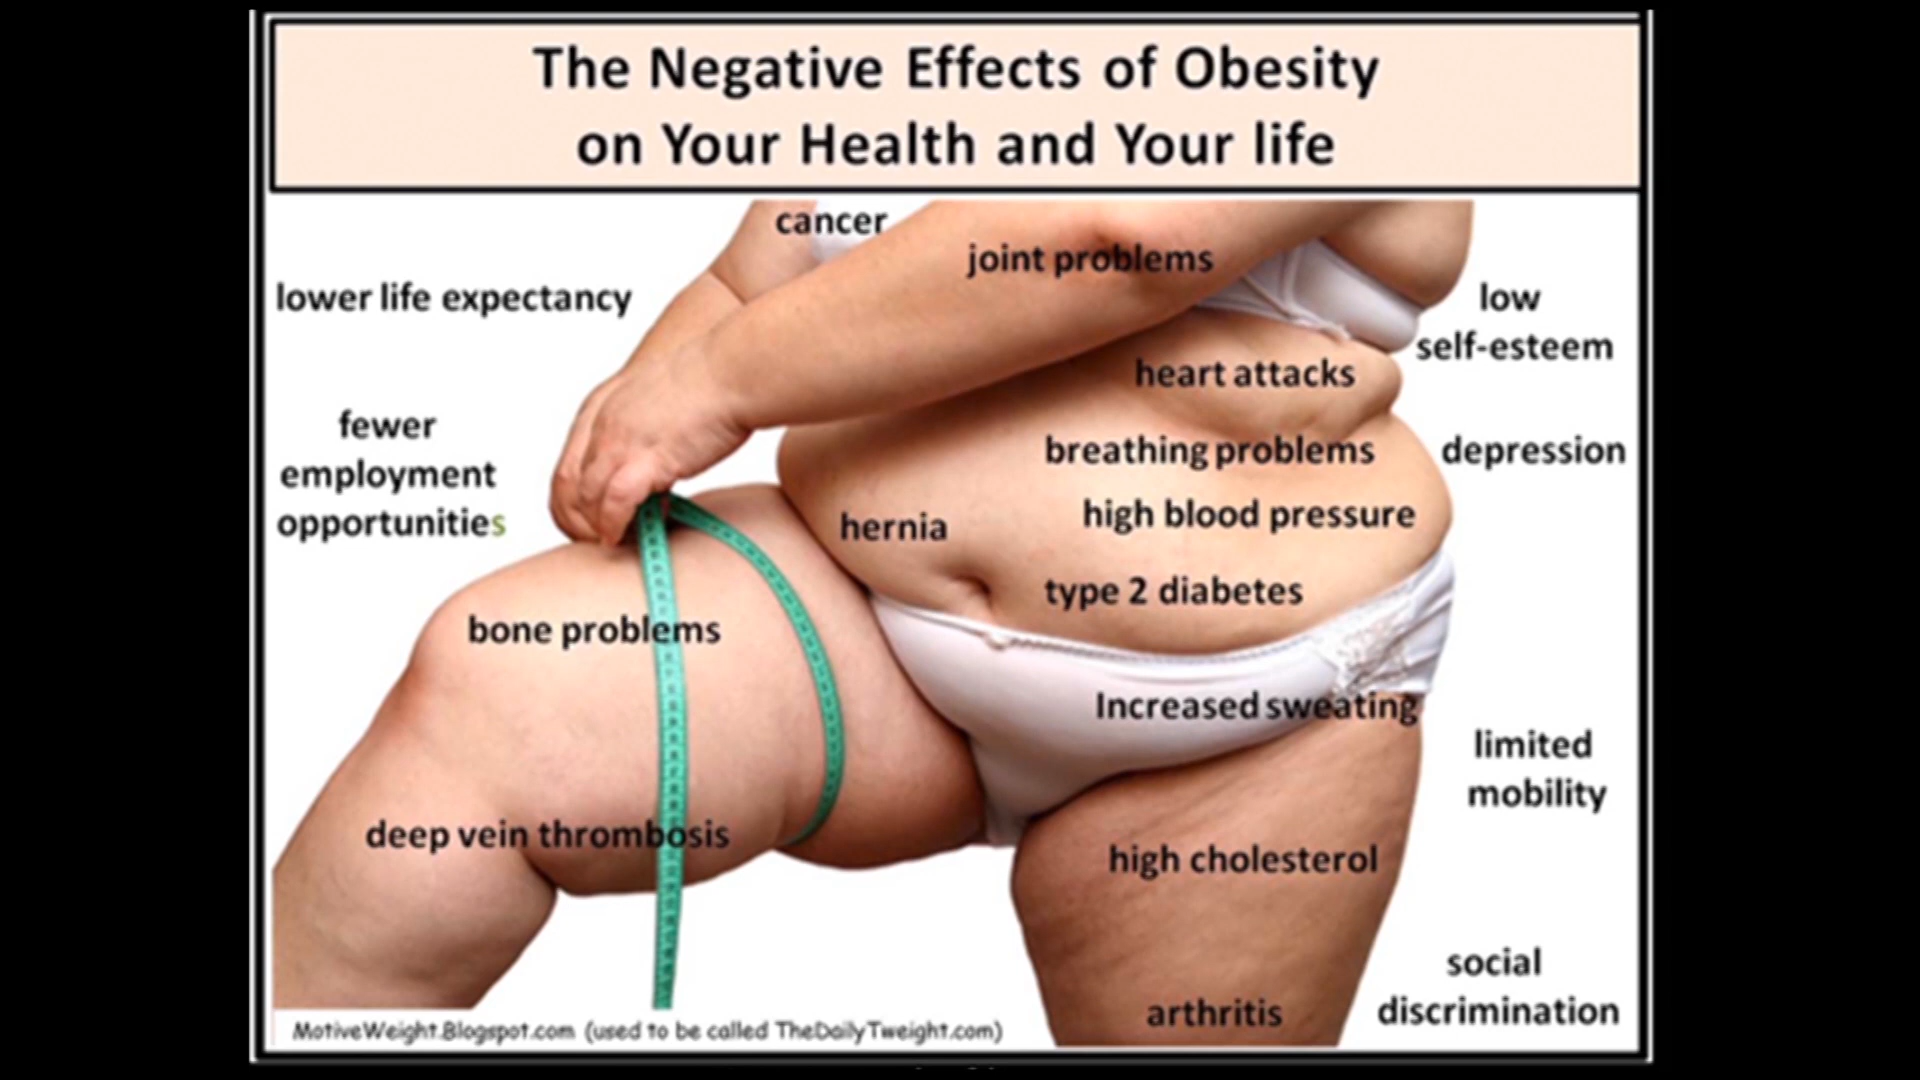 The Negative Effects of Obesity
on Your Health and Your life
cancer
joint problems
lower life expectancy
low
self-esteem
heart attacks
fewer
employment
opportunities
breathing problems
depression
high blood pressure
hernia
type 2 diabetes
bone problems
Increased sweating
limited
mobility
deep vein thrombosis
high cholesterol
social
discrimination
arthritis
MotiveWeight.Blogspot.com (used to be called TheDailyTweight.com)